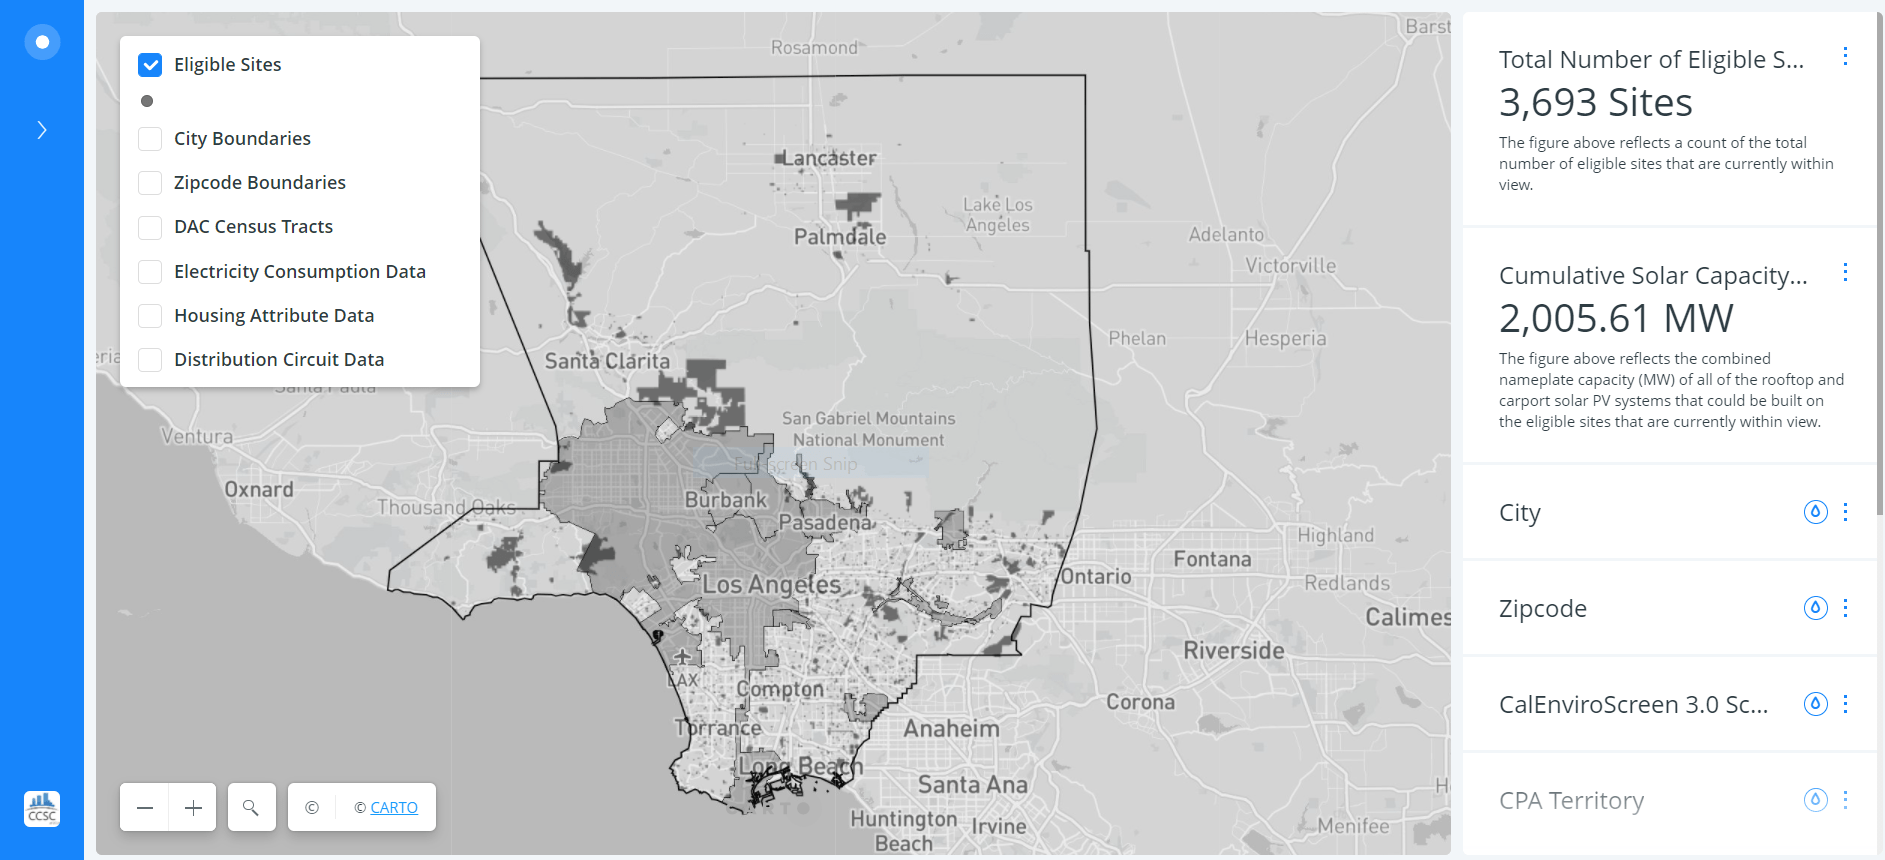 Eligible Sites
City Boundaries
Zipcode Boundaries
DAC Census Tracts
Electricity Consumption Data
Housing Attribute Data
Distribution Circuit Data
Rosamond
Barst
Lancaster
Lake Los
Angeles
Palmdale
Adelanto
Victorville
Phelan
Hesperia
Santa Clarita
Santa Paula
San Gabriel Mountains
National Monument
Ventura
Full-screen Snip
Oxnard
Thousand Oaks
Burbank
Pasadena
Highland
Fontana
Ontario
Redlands
Los Angeles
Calimes
Riverside
LAX
Compton
Corona
Torrance
Anaheim
Long Beach
Santa Ana
Huntington
Beach
Irvine
Menifee
© © CARTO
CCSC
Total Number of Eligible S...
3,693 Sites
The figure above reflects a count of the total
number of eligible sites that are currently within
view.
Cumulative Solar Capacity...
2,005.61 MW
The figure above reflects the combined
nameplate capacity (MW) of all of the rooftop and
carport solar PV systems that could be built on
the eligible sites that are currently within view.
City
Zipcode
CalEnviroScreen 3.0 Sc...
CPA Territory